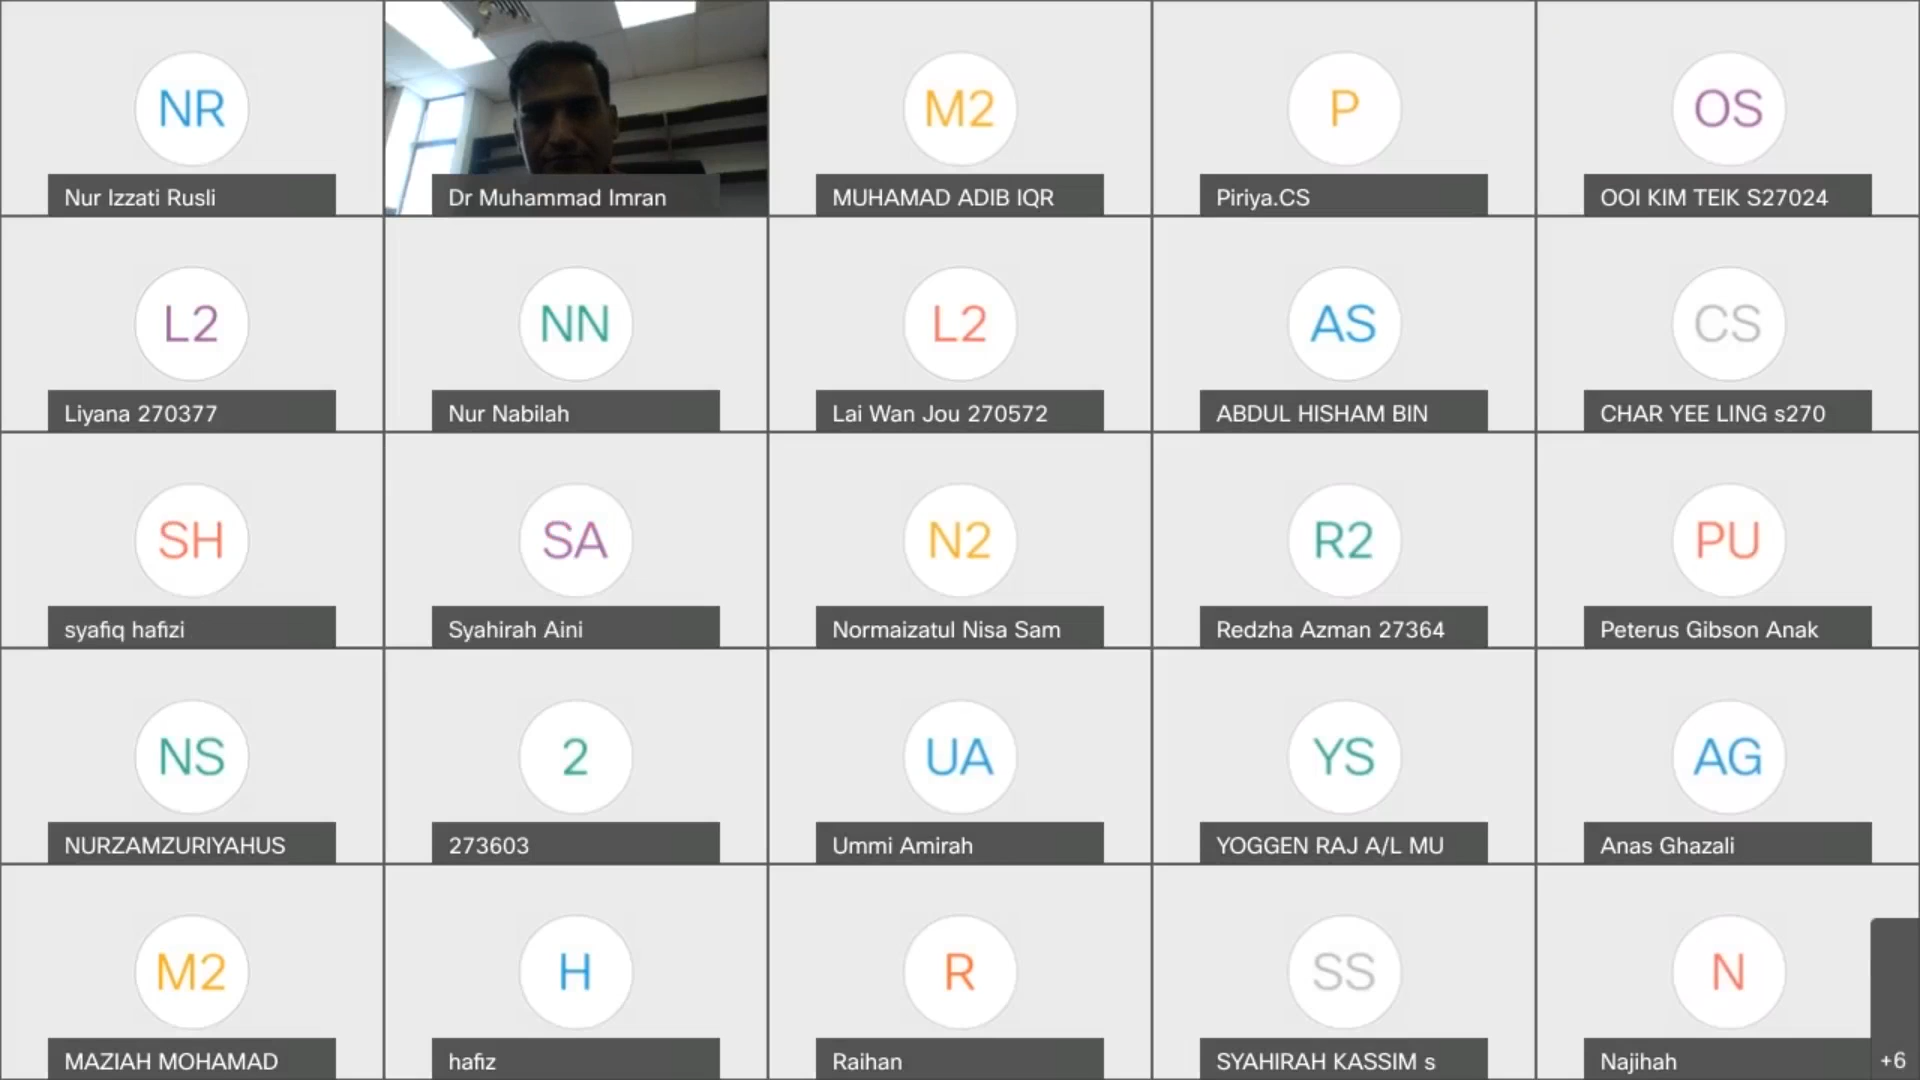 NR
Nur Izzati Rusli
Dr Muhammad Imran
M2
MUHAMAD ADIB IQR
P
Piriya.CS
OS
OOI KIM TEIK S27024
L2
Liyana 270377
NN
Nur Nabilah
L2
Lai Wan Jou 270572
AS
ABDUL HISHAM BIN
CS
CHAR YEE LING s270
SH
syafiq hafizi
SA
Syahirah Aini
N2
Normaizatul Nisa Sam
R2
Redzha Azman 27364
PU
Peterus Gibson Anak
NS
NURZAMZURIYAHUS
2
273603
UA
Ummi Amirah
YS
YOGGEN RAJ A/L MU
AG
Anas Ghazali
M2
MAZIAH MOHAMAD
H
hafiz
R
Raihan
SS
SYAHIRAH KASSIM s
N
Najihah
+6